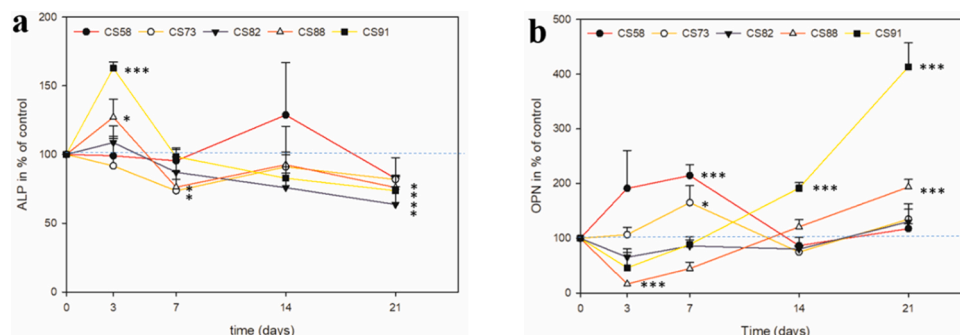 a
CS58 CS73 CS82 CS88 CS91
ALP in % of control
200
150
100
50
0
***
*
*
*
*
*
*
*
0 3 7 14 21
time (days)
b
CS58 CS73 CS82 CS88 CS91
OPN in % of control
500
400
300
200
100
0
***
***
*
***
***
***
0 3 7 14 21
Time (days)